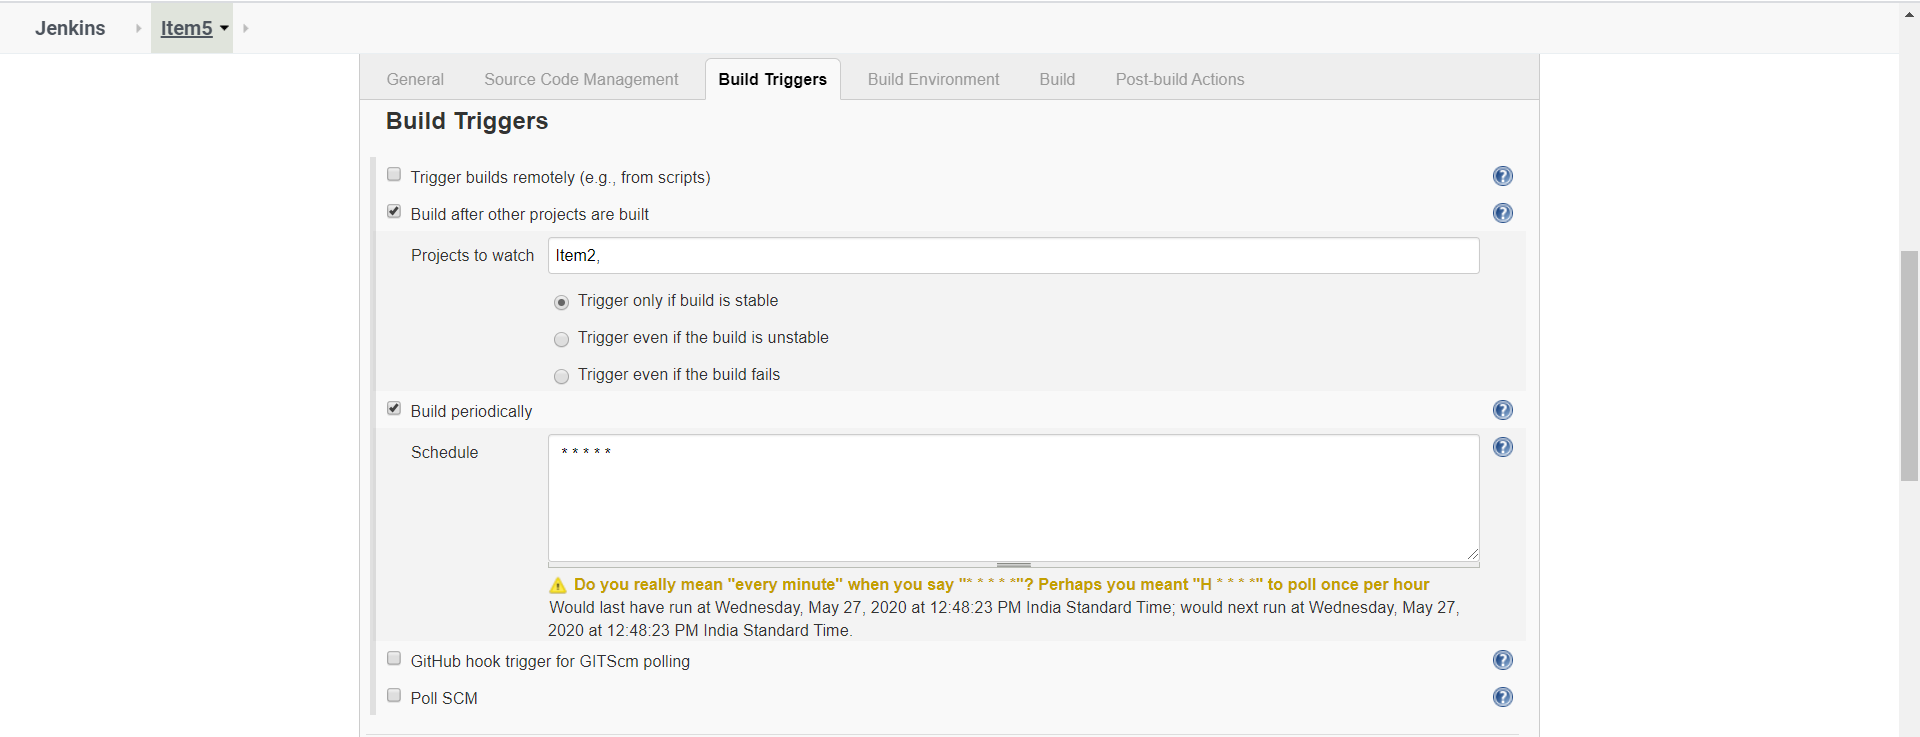 Jenkins Item5
General Source Code Management Build Triggers Build Environment Build Post-build Actions
Build Triggers
Trigger builds remotely (e.g., from scripts)
Build after other projects are built
Projects to watch Item2,
Trigger only if build is stable
Trigger even if the build is unstable
Trigger even if the build fails
Build periodically
Schedule * * * * *
Do you really mean "every minute" when you say "* * * * *"? Perhaps you meant "H * * * *" to poll once per hour
Would last have run at Wednesday, May 27, 2020 at 12:48:23 PM India Standard Time; would next run at Wednesday, May 27,
2020 at 12:48:23 PM India Standard Time.
GitHub hook trigger for GITScm polling
Poll SCM